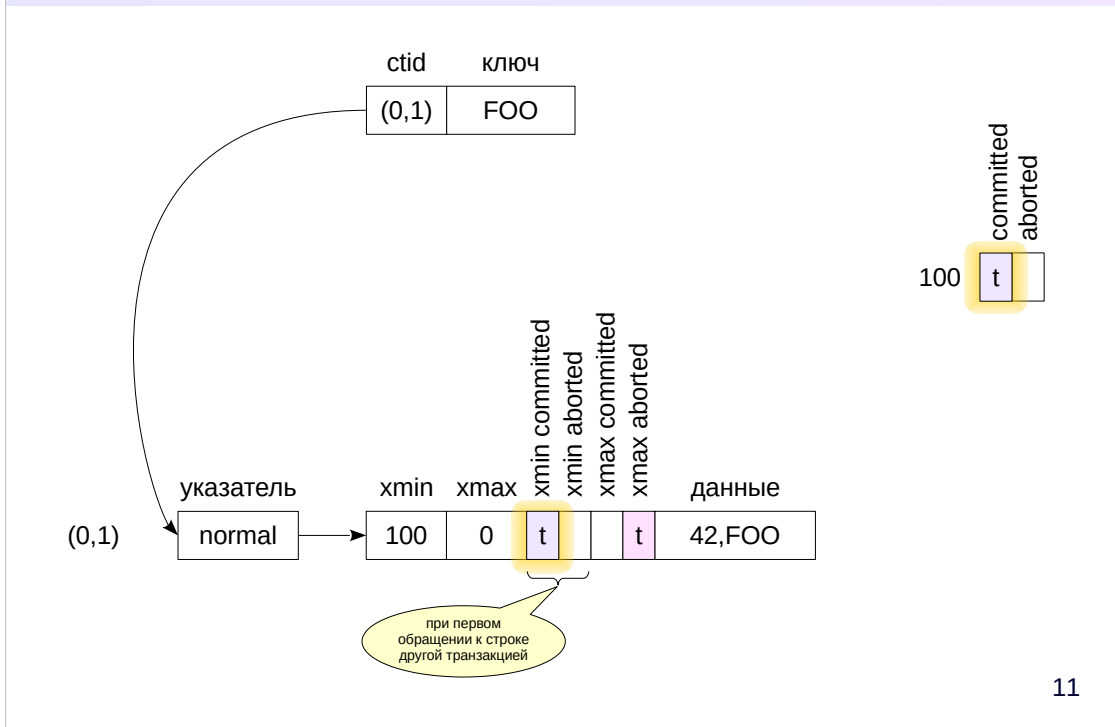 ctid ключ
(0,1) FOO
committed
aborted
100 t
xmin committed
xmin aborted
xmax committed
xmax aborted
указатель xmin xmax данные
(0,1) normal 100 0 t t 42,FOO
при первом
обращении к строке
другой транзакцией
11